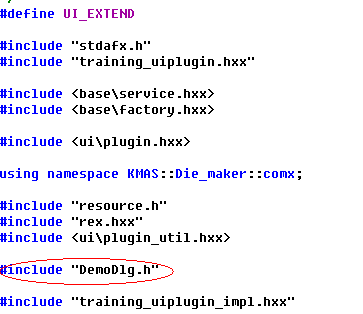 #define UI_EXTEND
#include "stdafx.h"
#include "training_uiplugin.hxx"
#include <base\service.hxx>
#include <base\factory.hxx>
#include <ui\plugin.hxx>
using namespace KMAS::Die_maker::comx;
#include "resource.h"
#include "rex.hxx"
#include <ui\plugin_util.hxx>
#include "DemoDlg.h"
#include "training_uiplugin_impl.hxx"